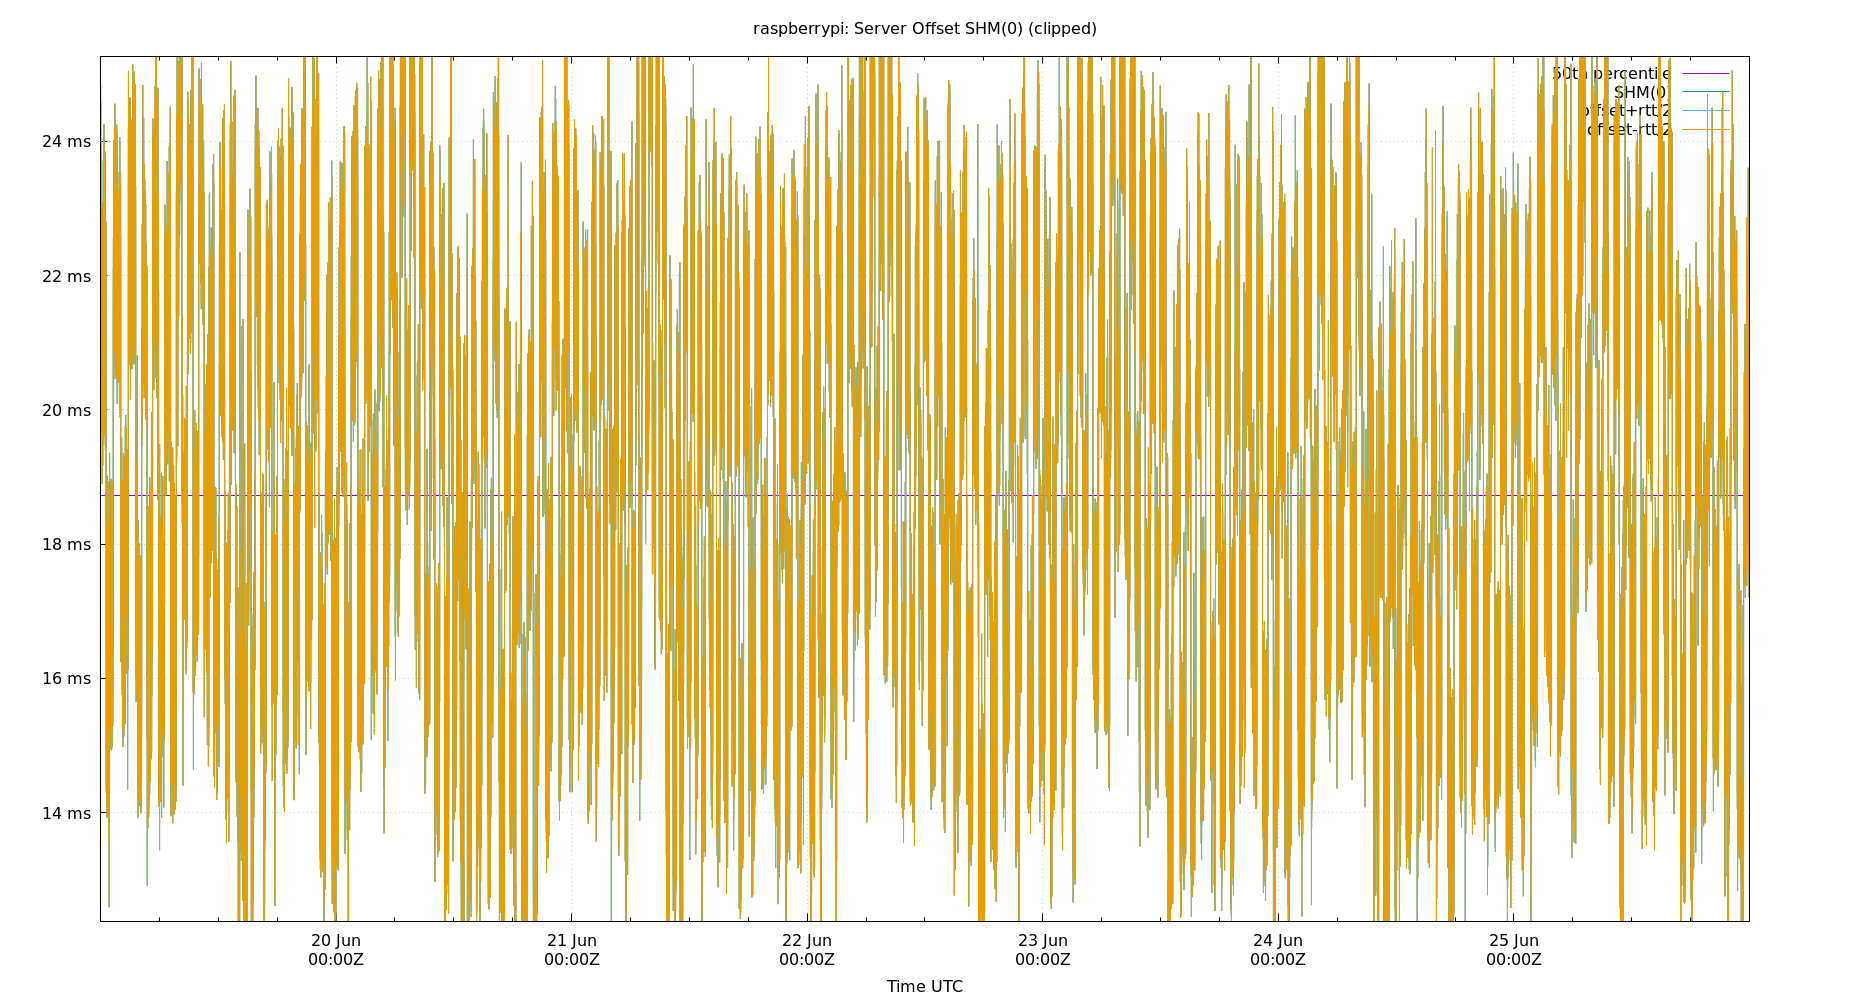 raspberrypi: Server Offset SHM(0) (clipped)
50th percentile
SHM(0)
offset+rtt/2
offset-rtt/2
24 ms
22 ms
20 ms
18 ms
16 ms
14 ms
20 Jun 21 Jun 22 Jun 23 Jun 24 Jun 25 Jun
00:00Z 00:00Z 00:00Z 00:00Z 00:00Z 00:00Z
Time UTC